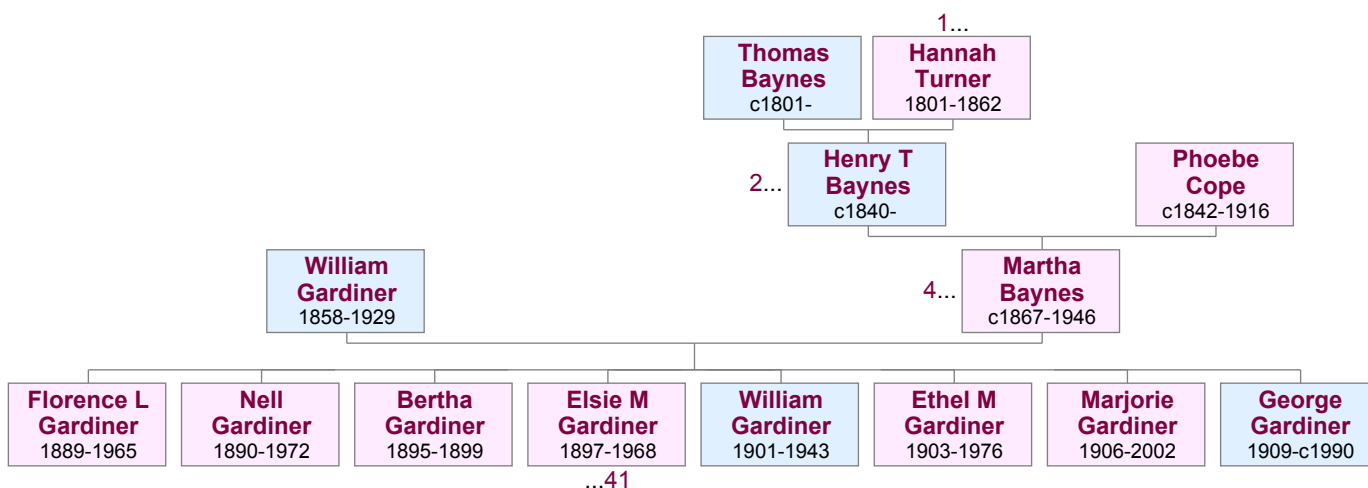 1...
Thomas
Baynes
c1801-
Hannah
Turner
1801-1862
2...
Henry T
Baynes
c1840-
Phoebe
Cope
c1842-1916
William
Gardiner
1858-1929
4...
Martha
Baynes
c1867-1946
Florence L
Gardiner
1889-1965
Nell
Gardiner
1890-1972
Bertha
Gardiner
1895-1899
Elsie M
Gardiner
1897-1968
William
Gardiner
1901-1943
Ethel M
Gardiner
1903-1976
Marjorie
Gardiner
1906-2002
George
Gardiner
1909-c1990
...41